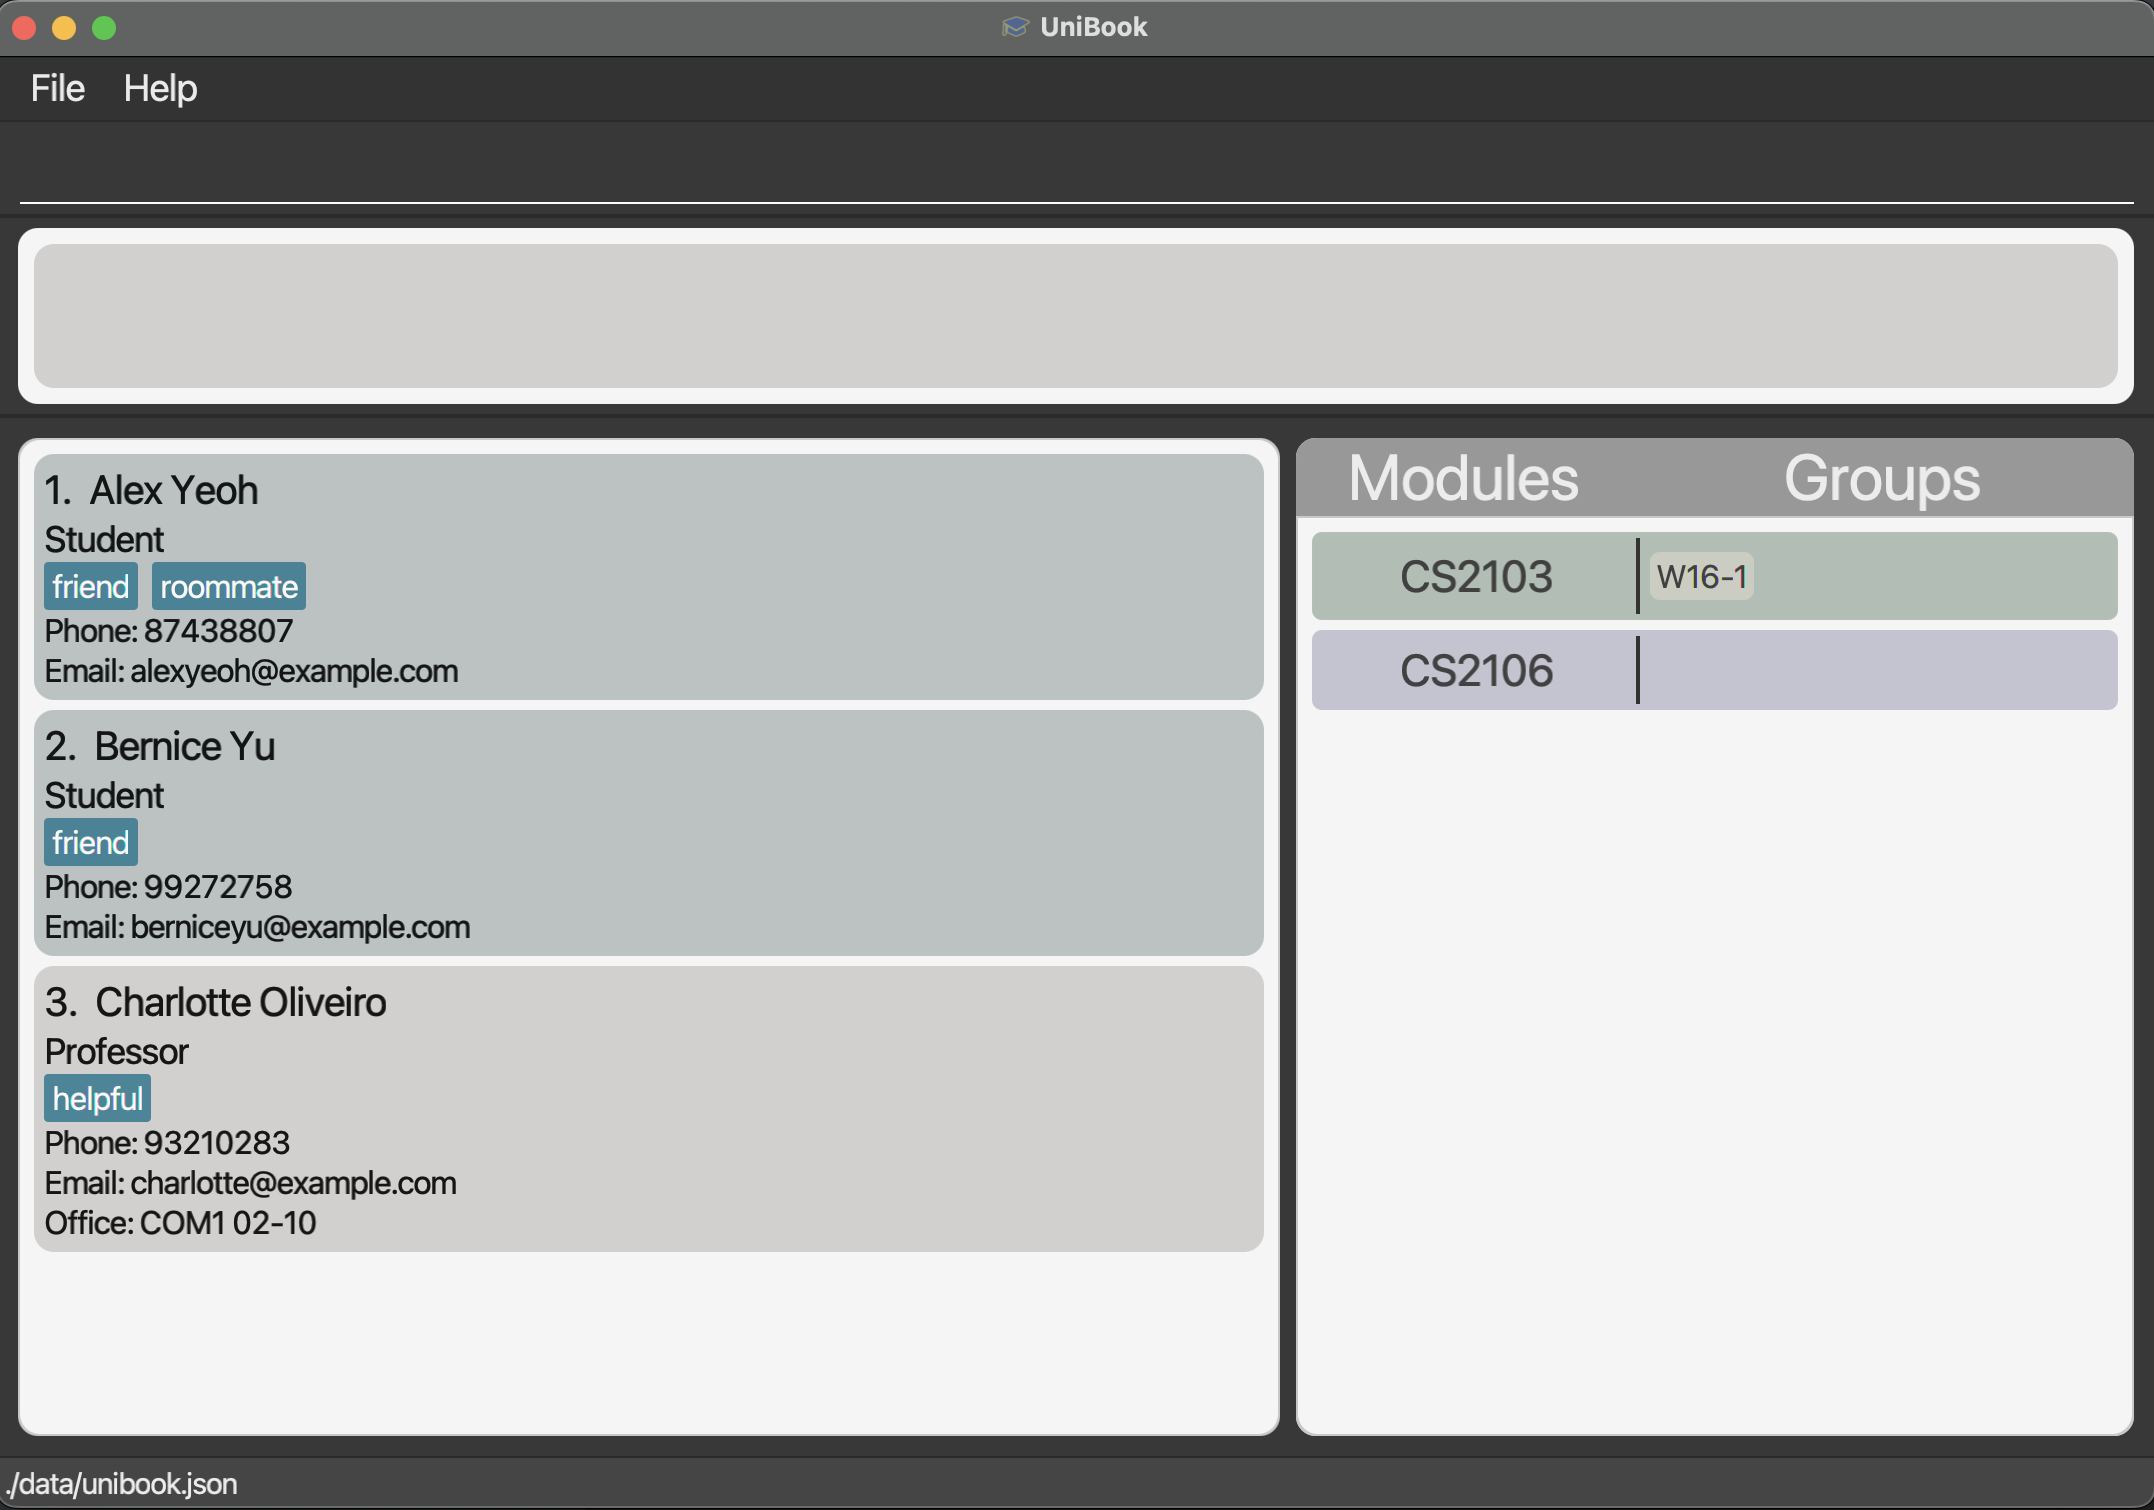 UniBook
File Help
1. Alex Yeoh
Student
friend roommate
Phone: 87438807
Email: alexyeoh@example.com
2. Bernice Yu
Student
friend
Phone: 99272758
Email: berniceyu@example.com
3. Charlotte Oliveiro
Professor
helpful
Phone: 93210283
Email: charlotte@example.com
Office: COM1 02-10
Modules Groups
CS2103 W16-1
CS2106
./data/unibook.json